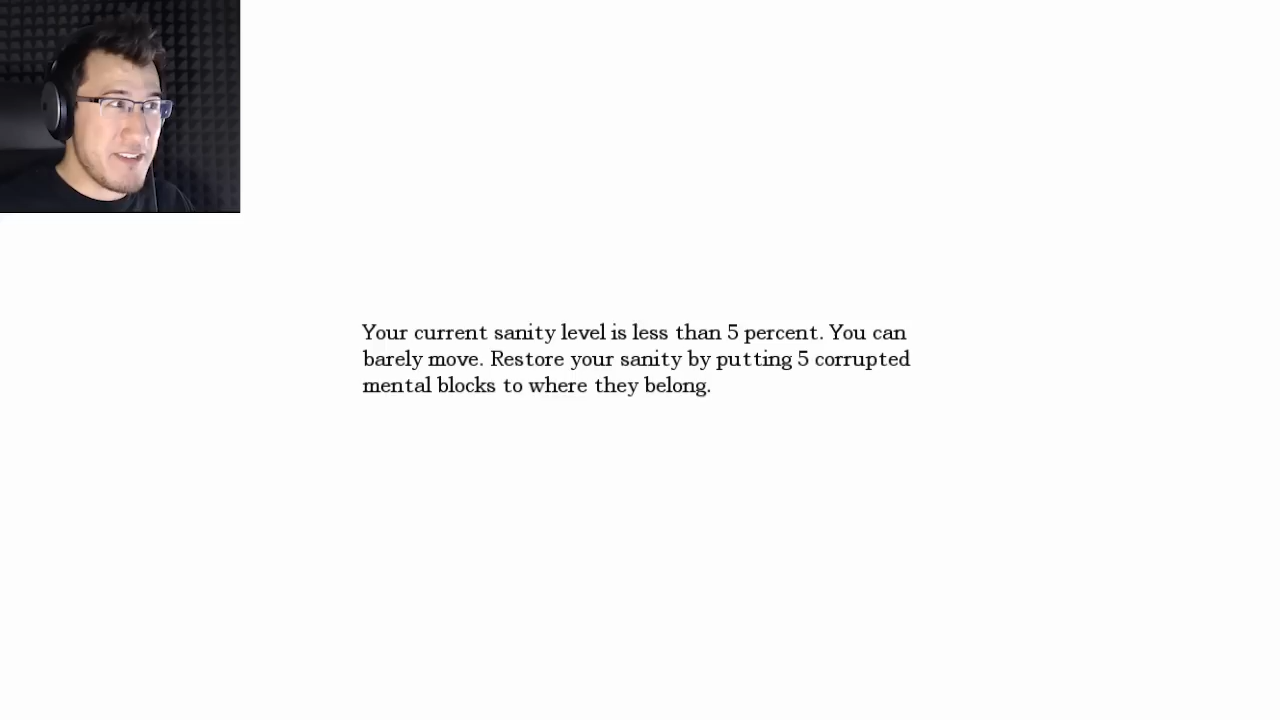 Your current sanity level is less than 5 percent. You can
barely move. Restore your sanity by putting 5 corrupted
mental blocks to where they belong.